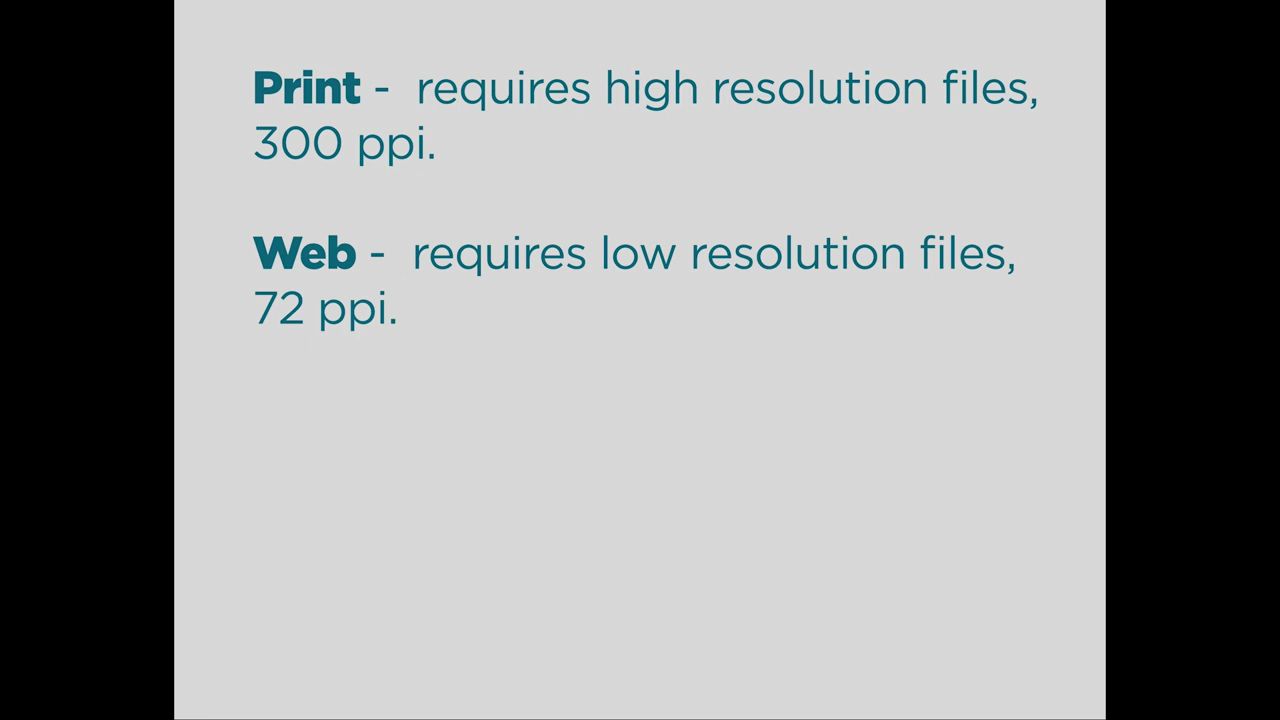 Print - requires high resolution files,
300 ppi.
Web - requires low resolution files,
72 ppi.